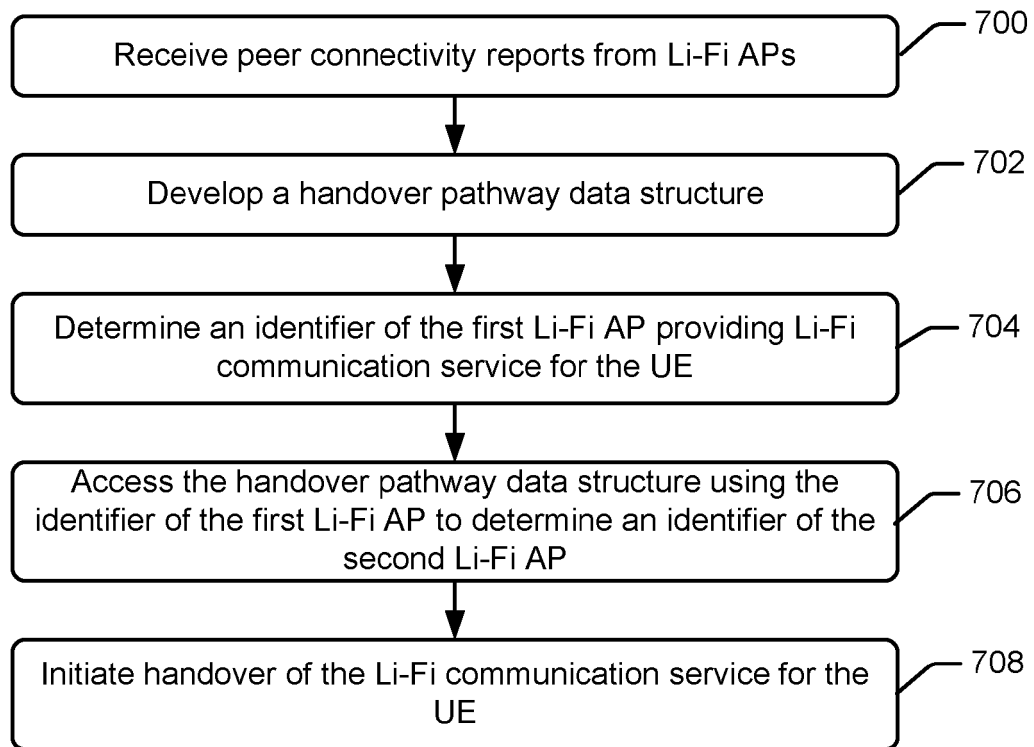 Receive peer connectivity reports from Li-Fi APs
700
Develop a handover pathway data structure
702
Determine an identifier of the first Li-Fi AP providing Li-Fi
communication service for the UE
704
Access the handover pathway data structure using the
identifier of the first Li-Fi AP to determine an identifier of the
second Li-Fi AP
706
Initiate handover of the Li-Fi communication service for the
UE
708